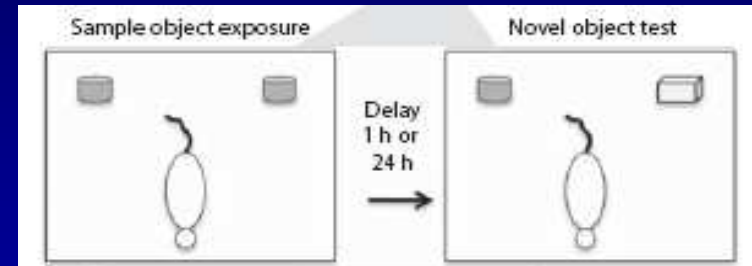 Sample object exposure
Novel object test
Delay
1 h or
24 h